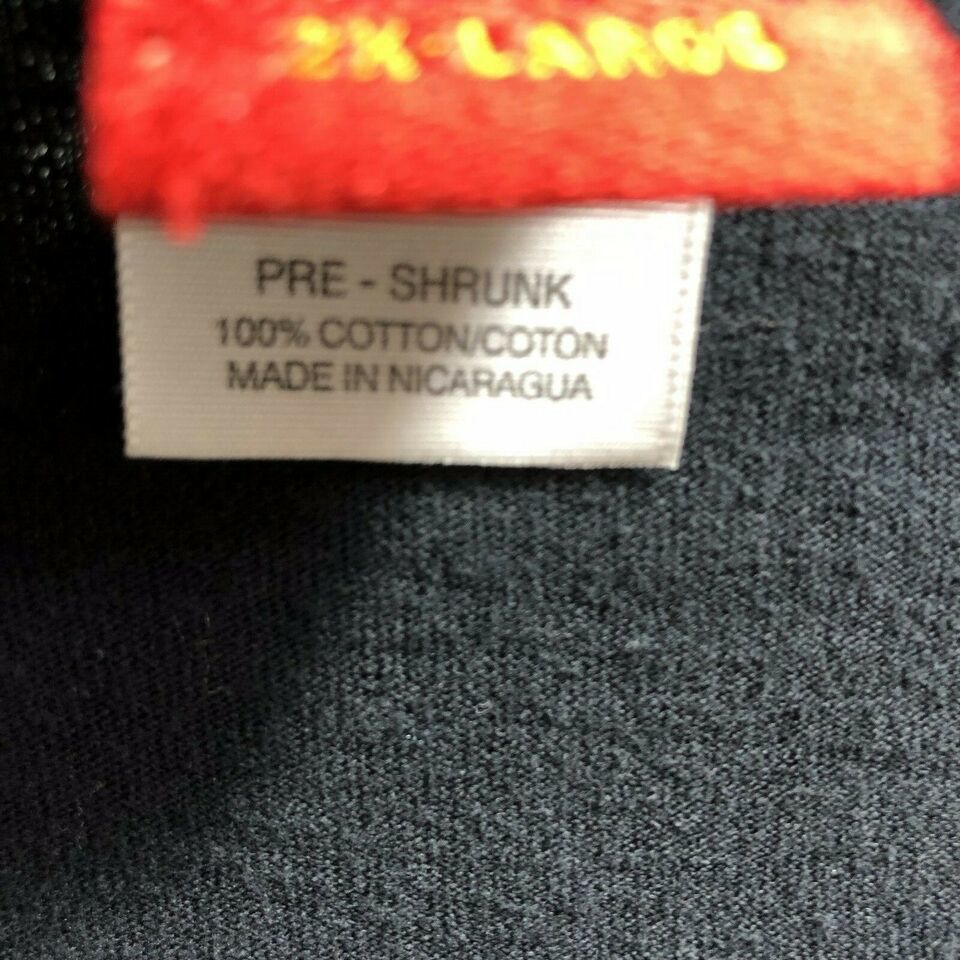 2X-LARGE
PRE - SHRUNK
100% COTTON/COTON
MADE IN NICARAGUA